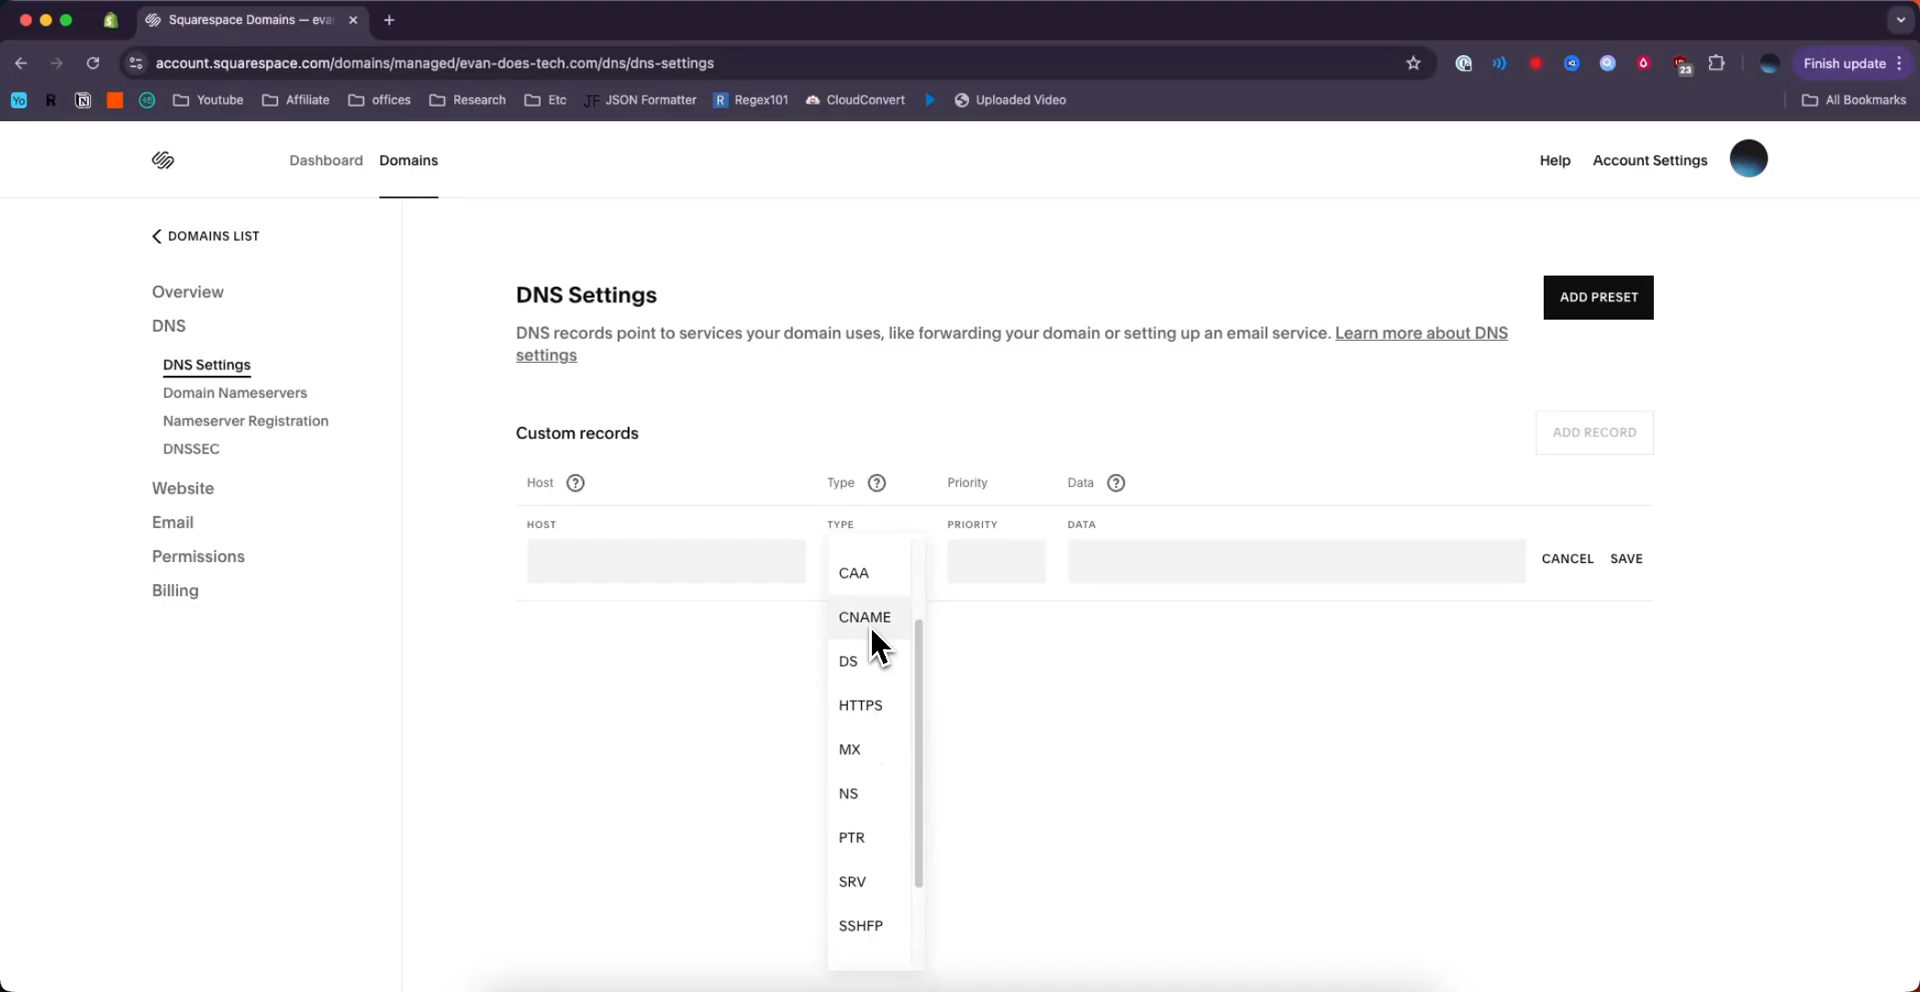 Squarespace Domains — eva
account.squarespace.com/domains/managed/evan-does-tech.com/dns/dns-settings
23
Finish update
Yo
R
Youtube
Affiliate
offices
Research
Etc
JF JSON Formatter
R Regex101
CloudConvert
Uploaded Video
All Bookmarks
Dashboard
Domains
Help
Account Settings
DOMAINS LIST
Overview
DNS
DNS Settings
Domain Nameservers
Nameserver Registration
DNSSEC
Website
Email
Permissions
Billing
DNS Settings
ADD PRESET
DNS records point to services your domain uses, like forwarding your domain or setting up an email service. Learn more about DNS
settings
Custom records
ADD RECORD
Host ?
Type ?
Priority
Data ?
HOST
TYPE
PRIORITY
DATA
CANCEL
SAVE
CAA
CNAME
DS
HTTPS
MX
NS
PTR
SRV
SSHFP